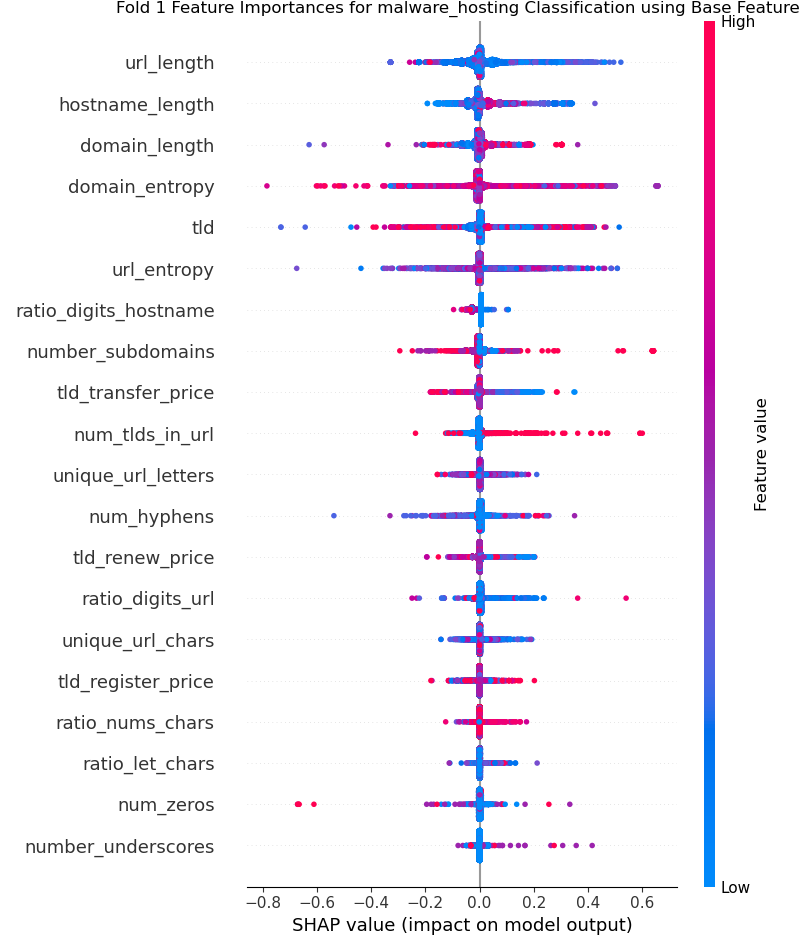 Fold 1 Feature Importances for malware_hosting Classification using Base Feature
High
url_length
hostname_length
domain_length
domain_entropy
tld
url_entropy
ratio_digits_hostname
number_subdomains
tld_transfer_price
num_tlds_in_url
unique_url_letters
num_hyphens
tld_renew_price
ratio_digits_url
unique_url_chars
tld_register_price
ratio_nums_chars
ratio_let_chars
num_zeros
number_underscores
Feature value
Low
−0.8 −0.6 −0.4 −0.2 0.0 0.2 0.4 0.6
SHAP value (impact on model output)